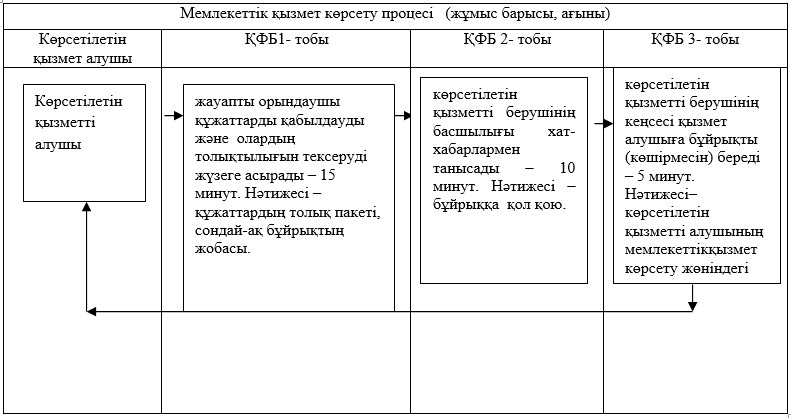 Мемлекеттік қызмет көрсету процесі (жұмыс барысы, ағыны)
Көрсетілетін
қызмет алушы
ҚФБ1- тобы
ҚФБ 2- тобы
ҚФБ 3- тобы
Көрсетілетін
қызметті
алушы
жауапты орындаушы
құжаттарды қабылдауды
және олардың
толықтылығын тексеруді
жүзеге асырады – 15
минут. Нәтижесі –
құжаттардың толық пакеті,
сондай-ақ бұйрықтың
жобасы.
көрсетілетін
қызметті берушінің
басшылығы хат-
хабарлармен
танысады – 10
минут. Нәтижесі –
бұйрыққа қол қою.
көрсетілетін
қызметті берушінің
кеңсесі қызмет
алушыға бұйрықты
(көшірмесін) береді
– 5 минут.
Нәтижесі–
көрсетілетін
қызметті алушының
мемлекеттікқызмет
көрсету жөніндегі